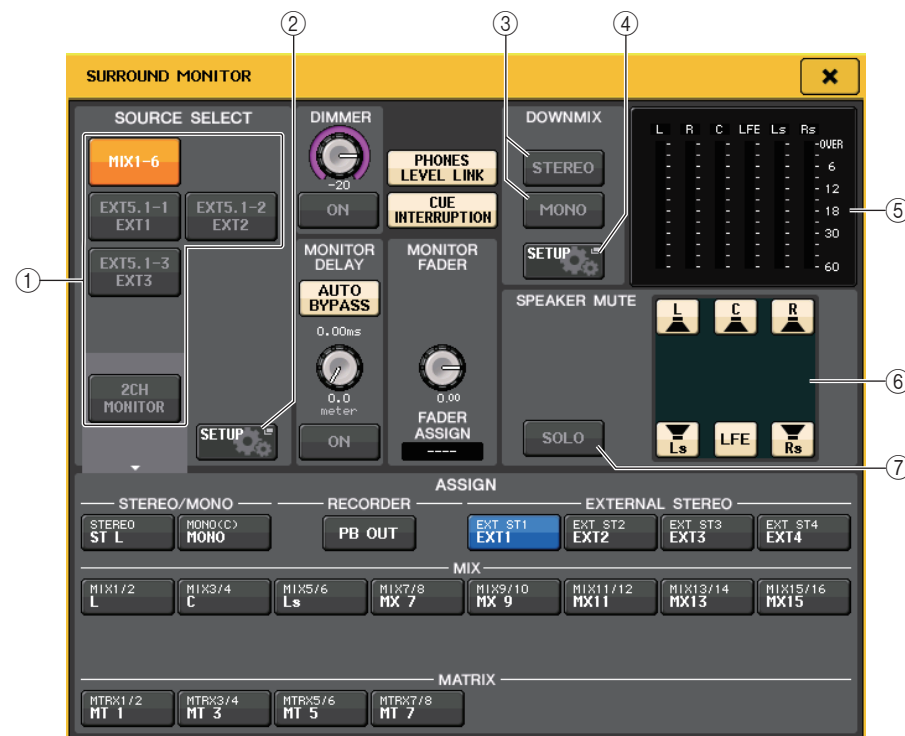 ② ③ ④
SURROUND MONITOR
SOURCE SELECT
DIMMER
DOWNMIX
L R C LFE Ls Rs
OVER
6
12
18
30
60
⑤
MIX1-6
-20
PHONES
LEVEL LINK
STEREO
EXT5.1-1
EXT1
EXT5.1-2
EXT2
ON
CUE
INTERRUPTION
MONO
①
EXT5.1-3
EXT3
MONITOR
DELAY
MONITOR
FADER
SETUP
AUTO
BYPASS
SPEAKER MUTE
L C R
0.00ms
⑥
2CH
MONITOR
0.0
meter
0.00
FADER
ASSIGN
----
SETUP
ON
SOLO
Ls LFE Rs
⑦
ASSIGN
STEREO/MONO
RECORDER
EXTERNAL STEREO
STEREO
ST L
MONO(C)
MONO
PB OUT
EXT ST1
EXT1
EXT ST2
EXT2
EXT ST3
EXT3
EXT ST4
EXT4
MIX
MIX1/2
L
MIX3/4
C
MIX5/6
Ls
MIX7/8
MX 7
MIX9/10
MX 9
MIX11/12
MX11
MIX13/14
MX13
MIX15/16
MX15
MATRIX
MTRX1/2
MT 1
MTRX3/4
MT 3
MTRX5/6
MT 5
MTRX7/8
MT 7